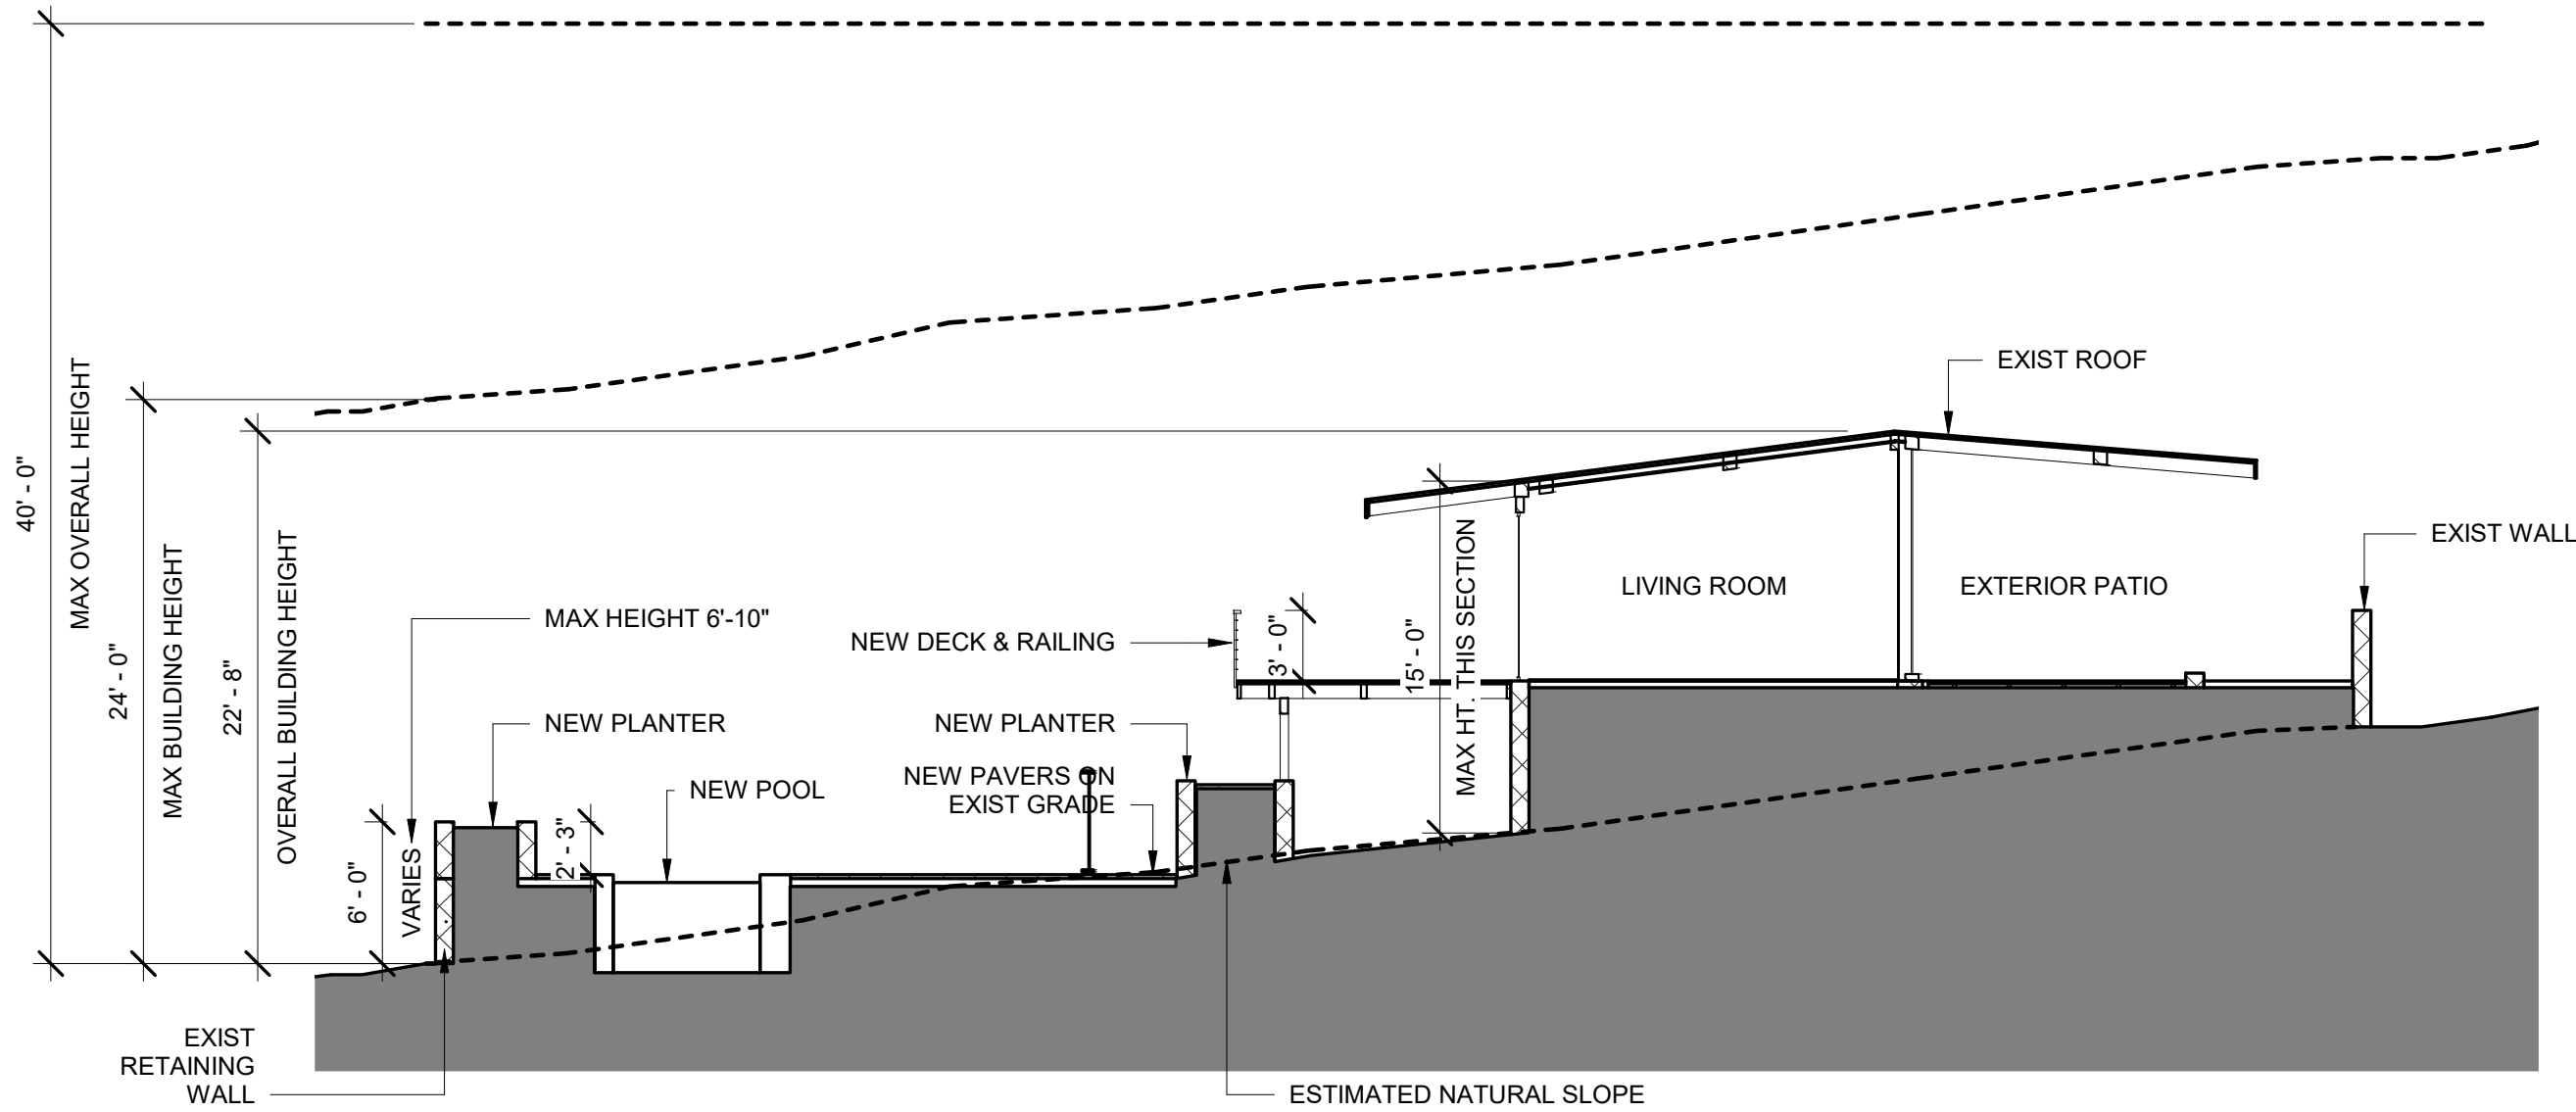 40' - 0"
MAX OVERALL HEIGHT
24' - 0"
MAX BUILDING HEIGHT
22' - 8"
OVERALL BUILDING HEIGHT
EXIST ROOF
EXIST WALL
LIVING ROOM
EXTERIOR PATIO
MAX HEIGHT 6'-10"
NEW DECK & RAILING
3' - 0"
15' - 0"
MAX HT. THIS SECTION
NEW PLANTER
NEW PLANTER
NEW POOL
NEW PAVERS ON
EXIST GRADE
6' - 0"
VARIES
2' - 3"
EXIST
RETAINING
WALL
ESTIMATED NATURAL SLOPE